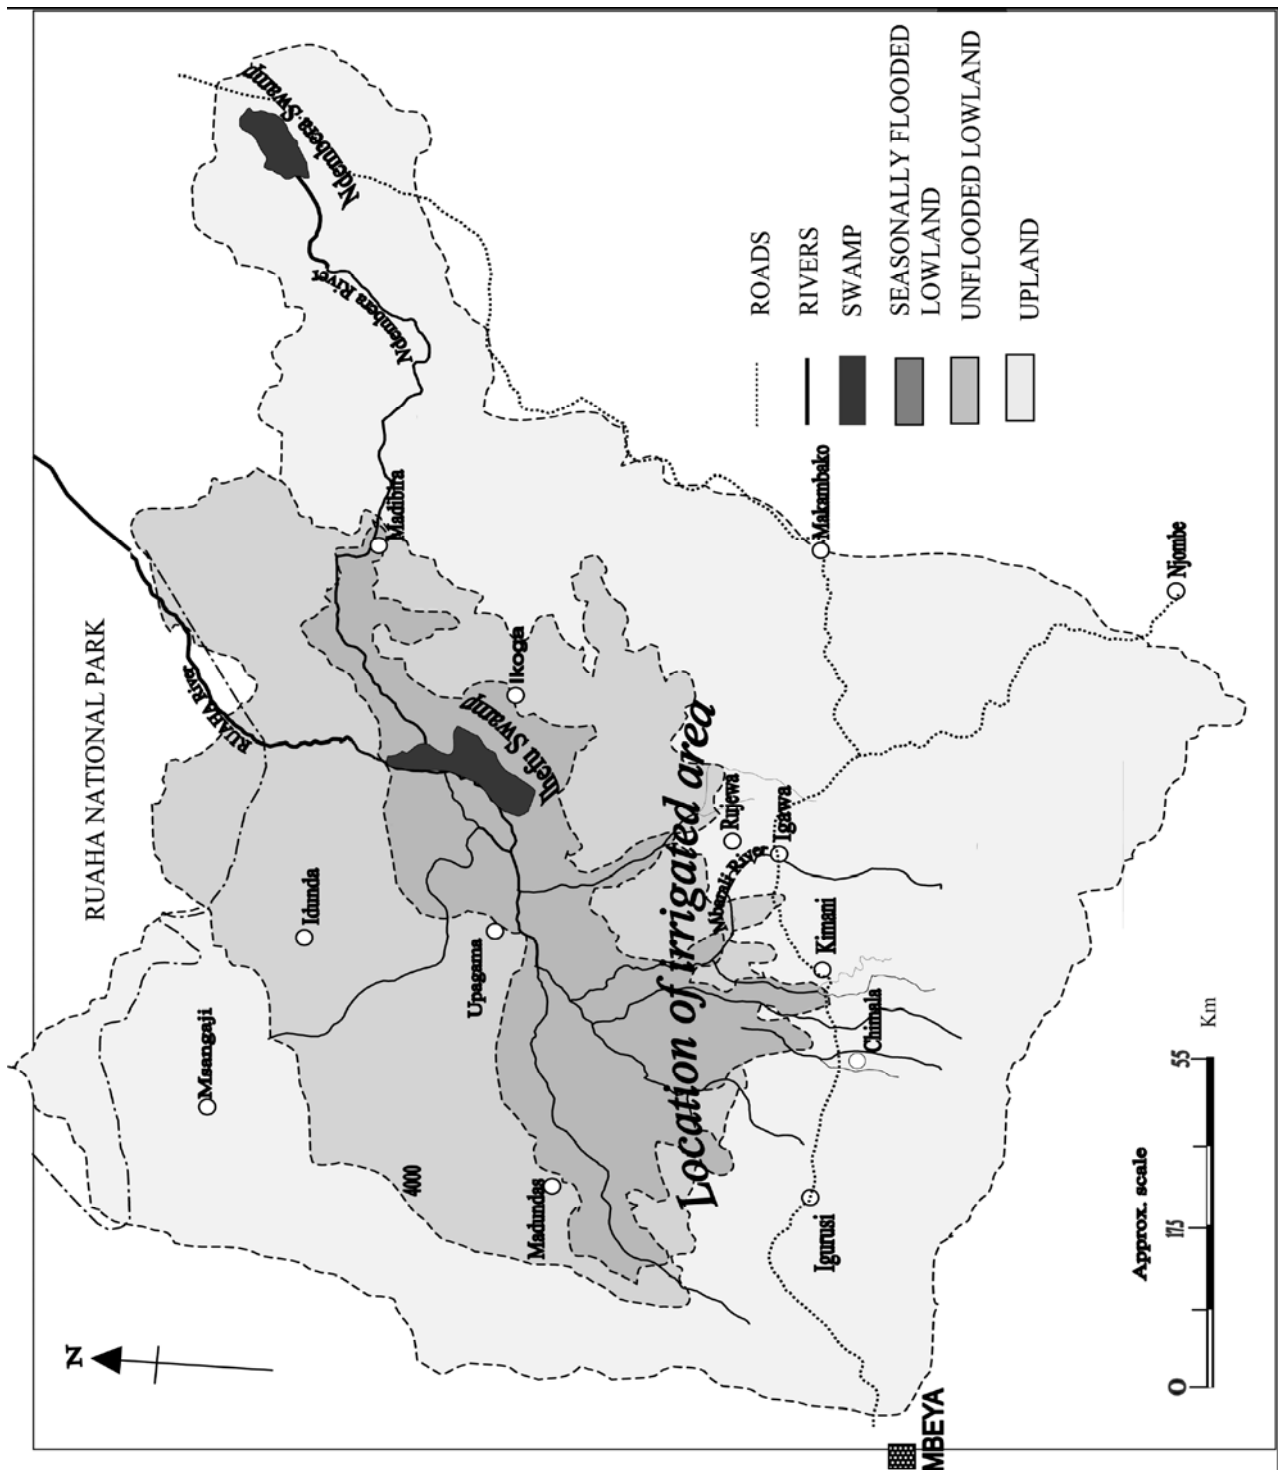 N
RUAHA NATIONAL PARK
Msangaji
Idunda
RUAHA River
Ndembera Swamp
Ndembera River
Madibira
4000
Madundas
Upagama
Ihefu Swamp
Ikoga
Location of irrigated area
Mbarali River
Rujewa
Igawa
Kimani
Chimala
Igurusi
Makambako
Njombe
MBEYA
ROADS
RIVERS
SWAMP
SEASONALLY FLOODED
LOWLAND
UNFLOODED LOWLAND
UPLAND
Approx. scale
0
175
55
Km